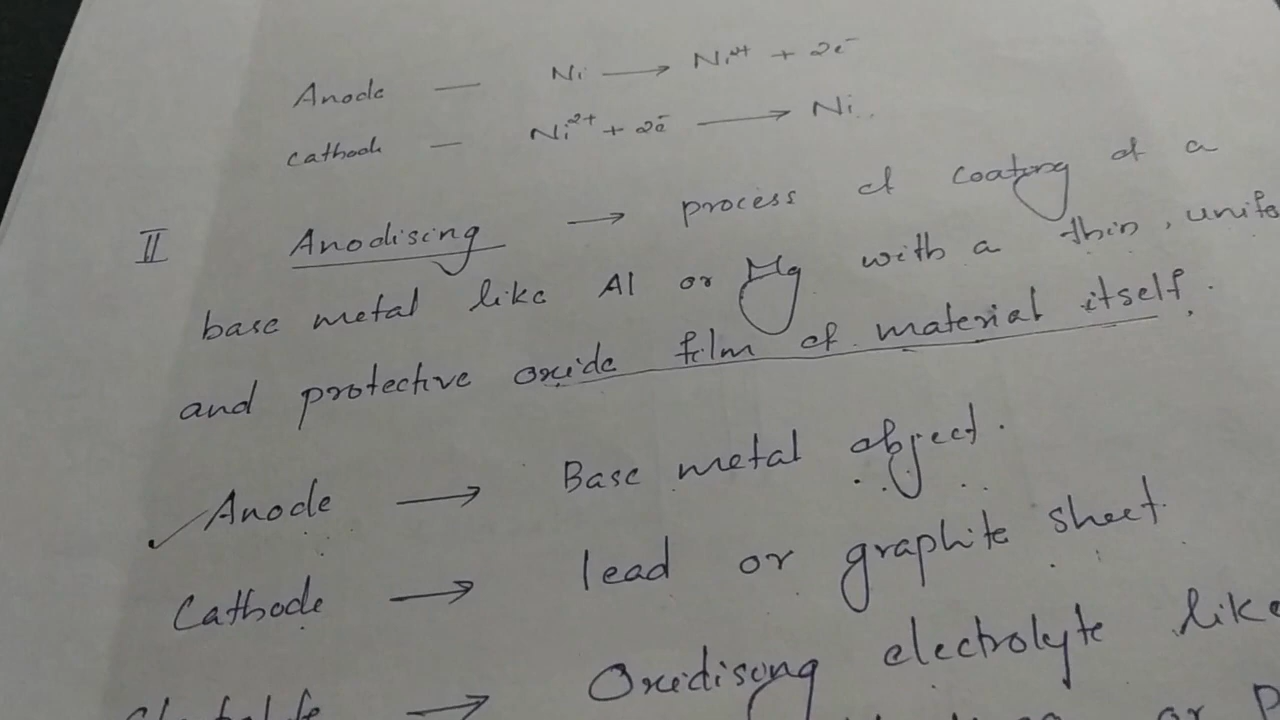 Anode — Ni → Ni²⁺ + 2e⁻
Cathode — Ni²⁺ + 2e⁻ → Ni
II Anodising → process of coating of a
base metal like Al or Mg with a thin, unifo
and protective oxide film of material itself.
Anode → Base metal object.
Cathode → lead or graphite sheet.
→ Oxidising electrolyte like
or